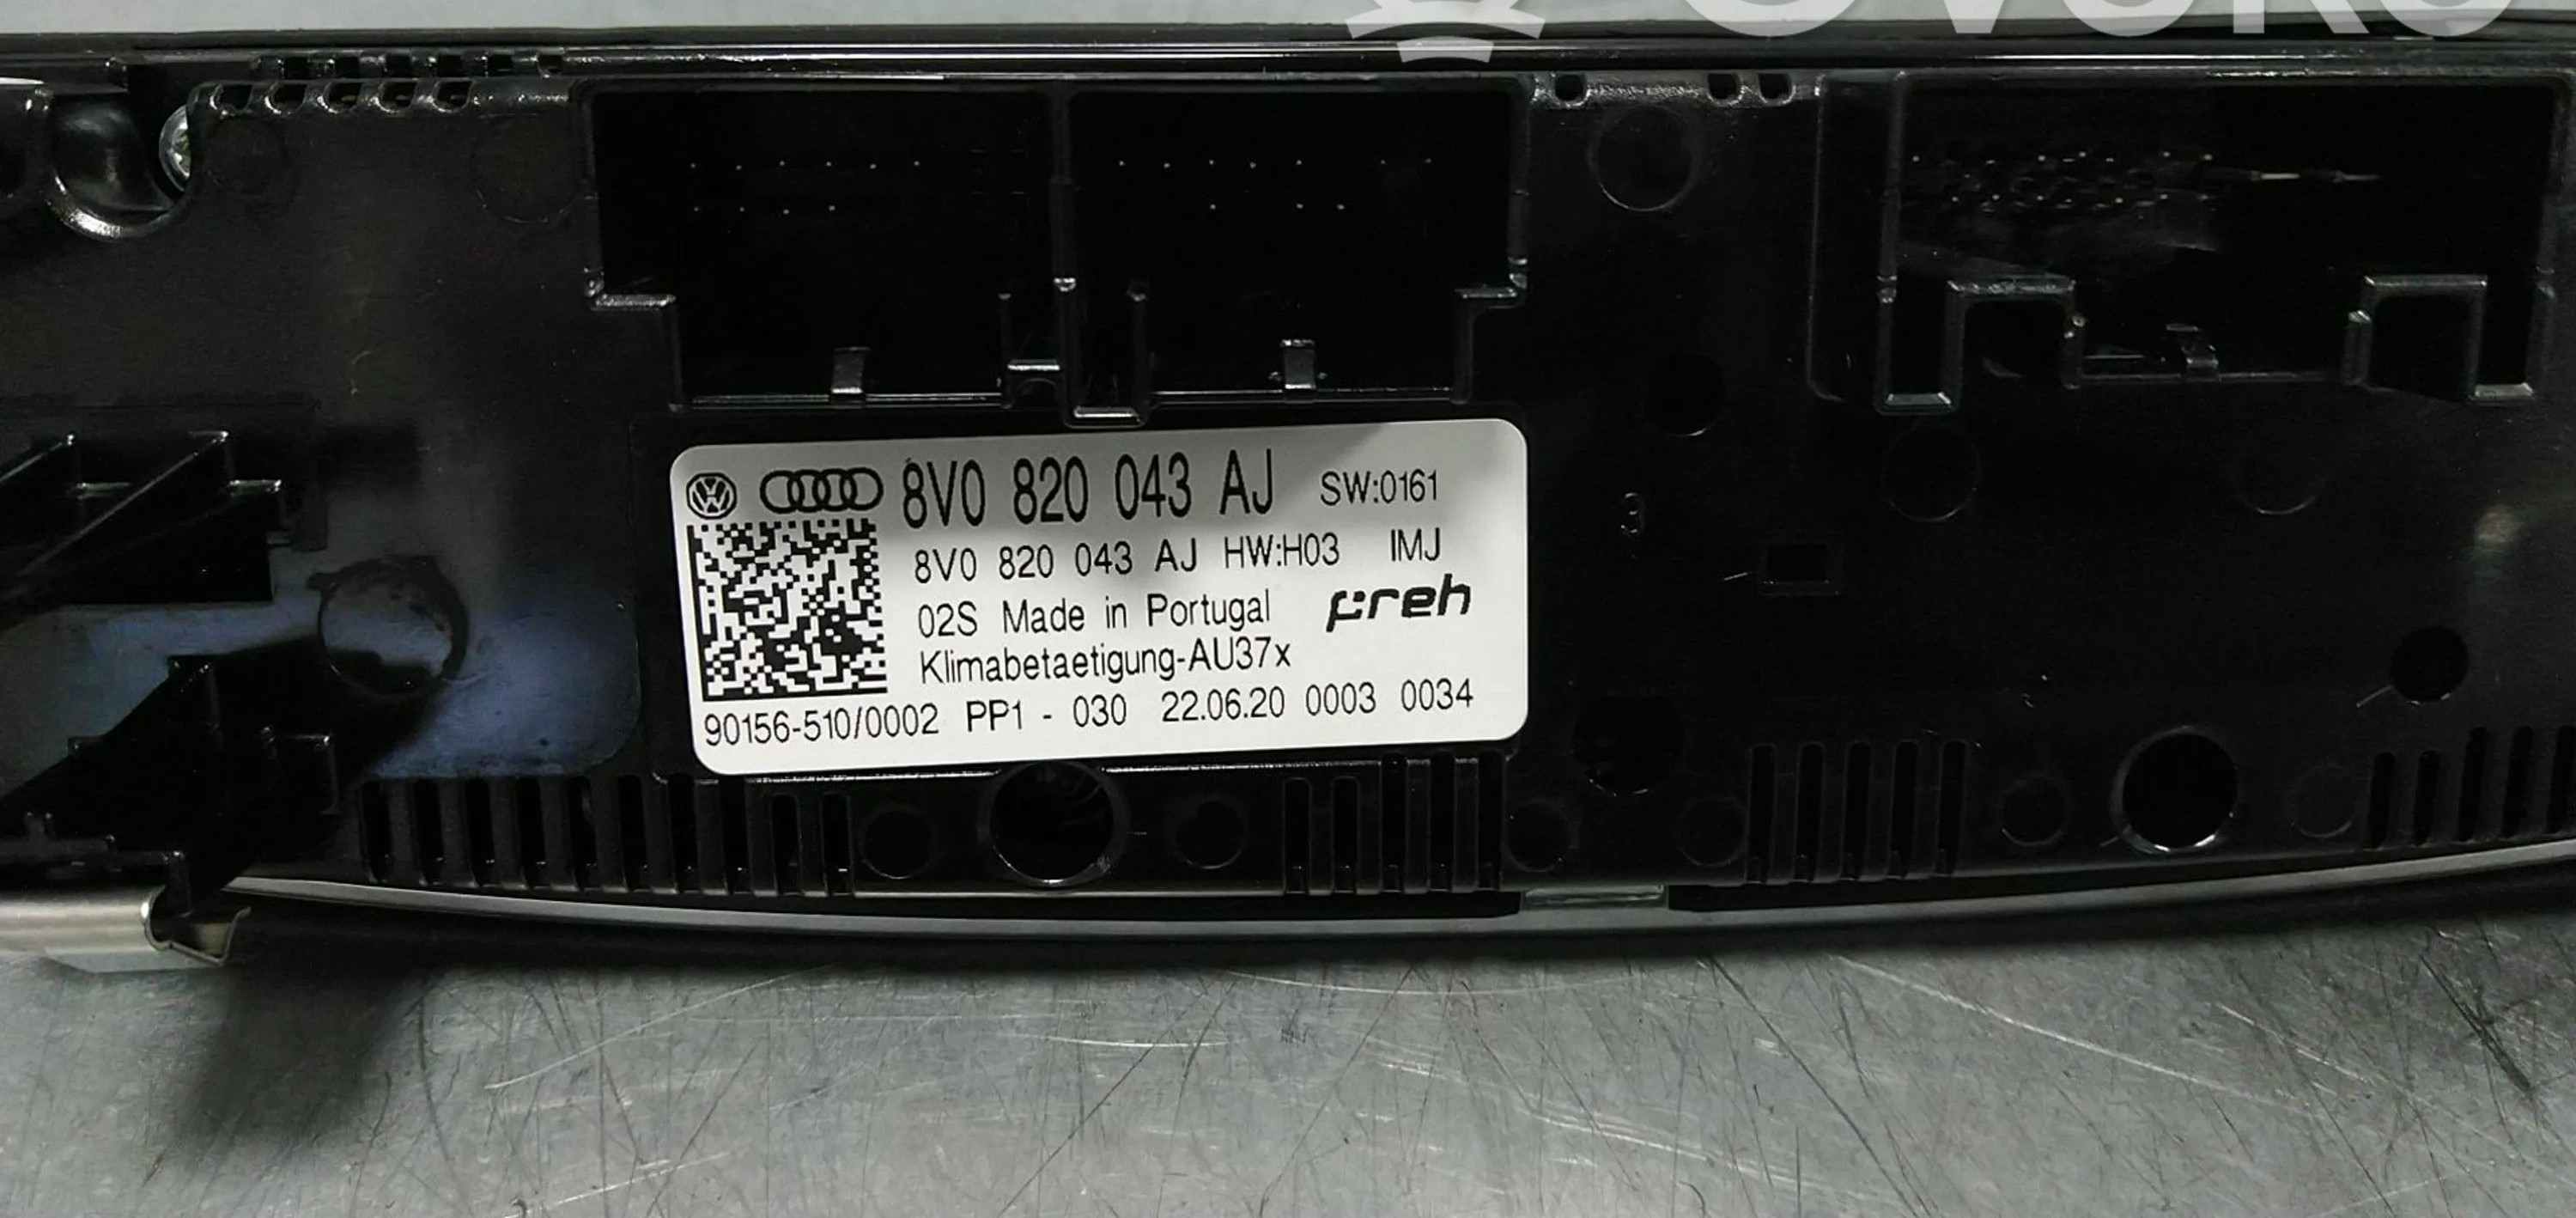 8V0 820 043 AJ SW:0161
8V0 820 043 AJ HW:H03 IMJ
02S Made in Portugal preh
Klimabetaetigung-AU37x
90156-510/0002 PP1 - 030 22.06.20 0003 0034
3